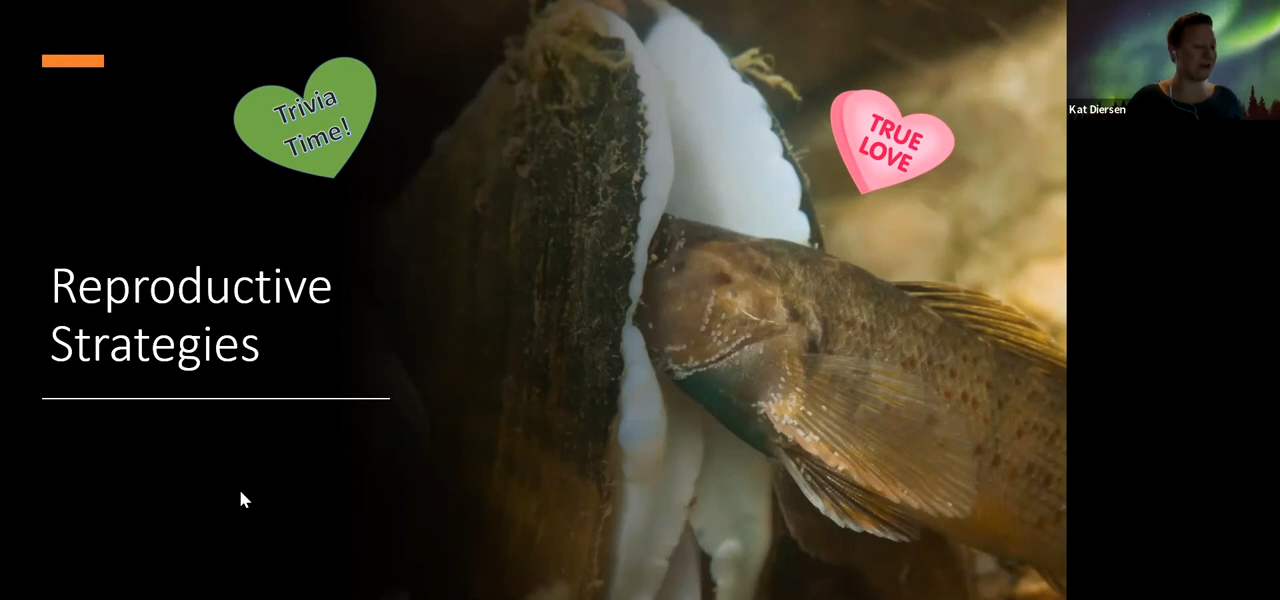 Trivia
Time!
TRUE
LOVE
Kat Diersen
Reproductive
Strategies